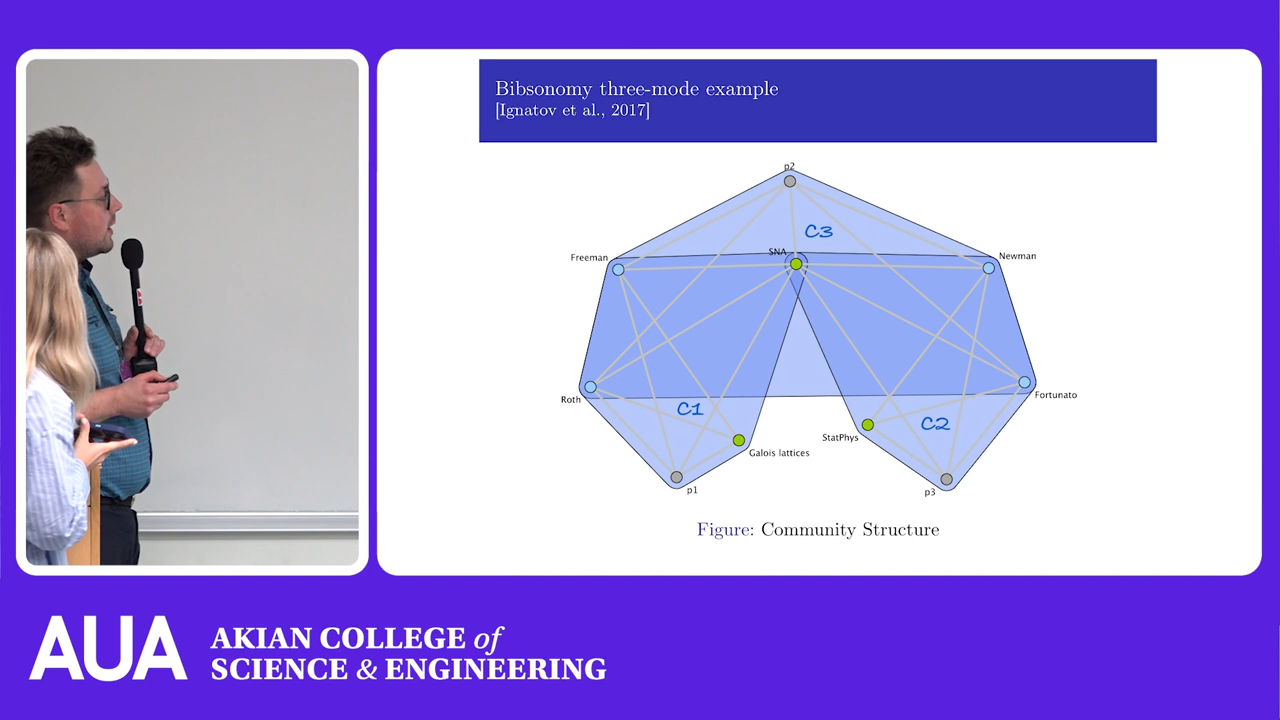 Bibsonomy three-mode example
[Ignatov et al., 2017]
p2
C3
SNA
Freeman
Newman
Roth
C1
Fortunato
C2
StatPhys
Galois lattices
p1
p3
Figure: Community Structure
AUA
AKIAN COLLEGE of
SCIENCE & ENGINEERING